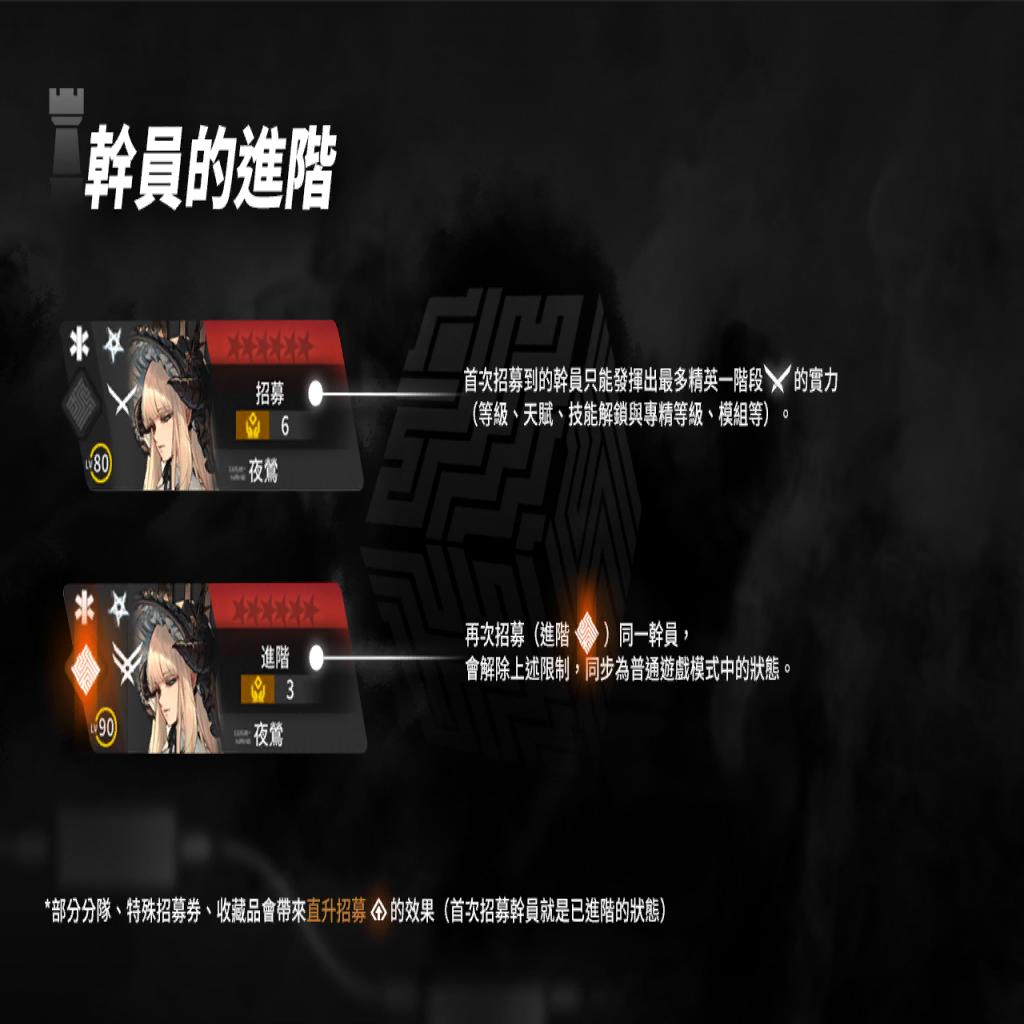 幹員的進階
招募
6
LV 80
夜鶯
首次招募到的幹員只能發揮出最多精英一階段的實力
（等級、天賦、技能解鎖與專精等級、模組等）。
進階
3
LV 90
夜鶯
再次招募（進階）同一幹員，
會解除上述限制，同步為普通遊戲模式中的狀態。
*部分分隊、特殊招募券、收藏品會帶來直升招募的效果（首次招募幹員就是已進階的狀態）